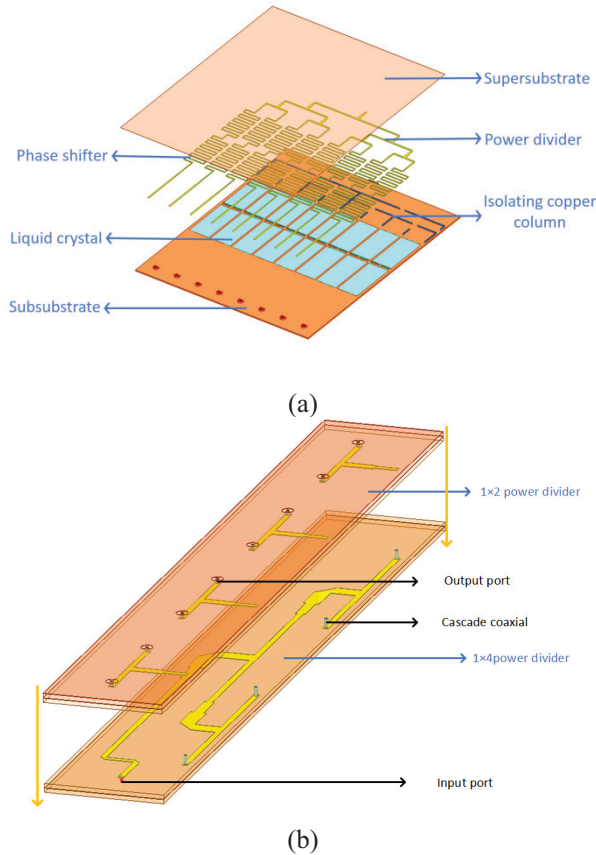 Supersubstrate
Power divider
Phase shifter
Isolating copper
column
Liquid crystal
Subsubstrate
(a)
1×2 power divider
Output port
Cascade coaxial
1×4power divider
Input port
(b)